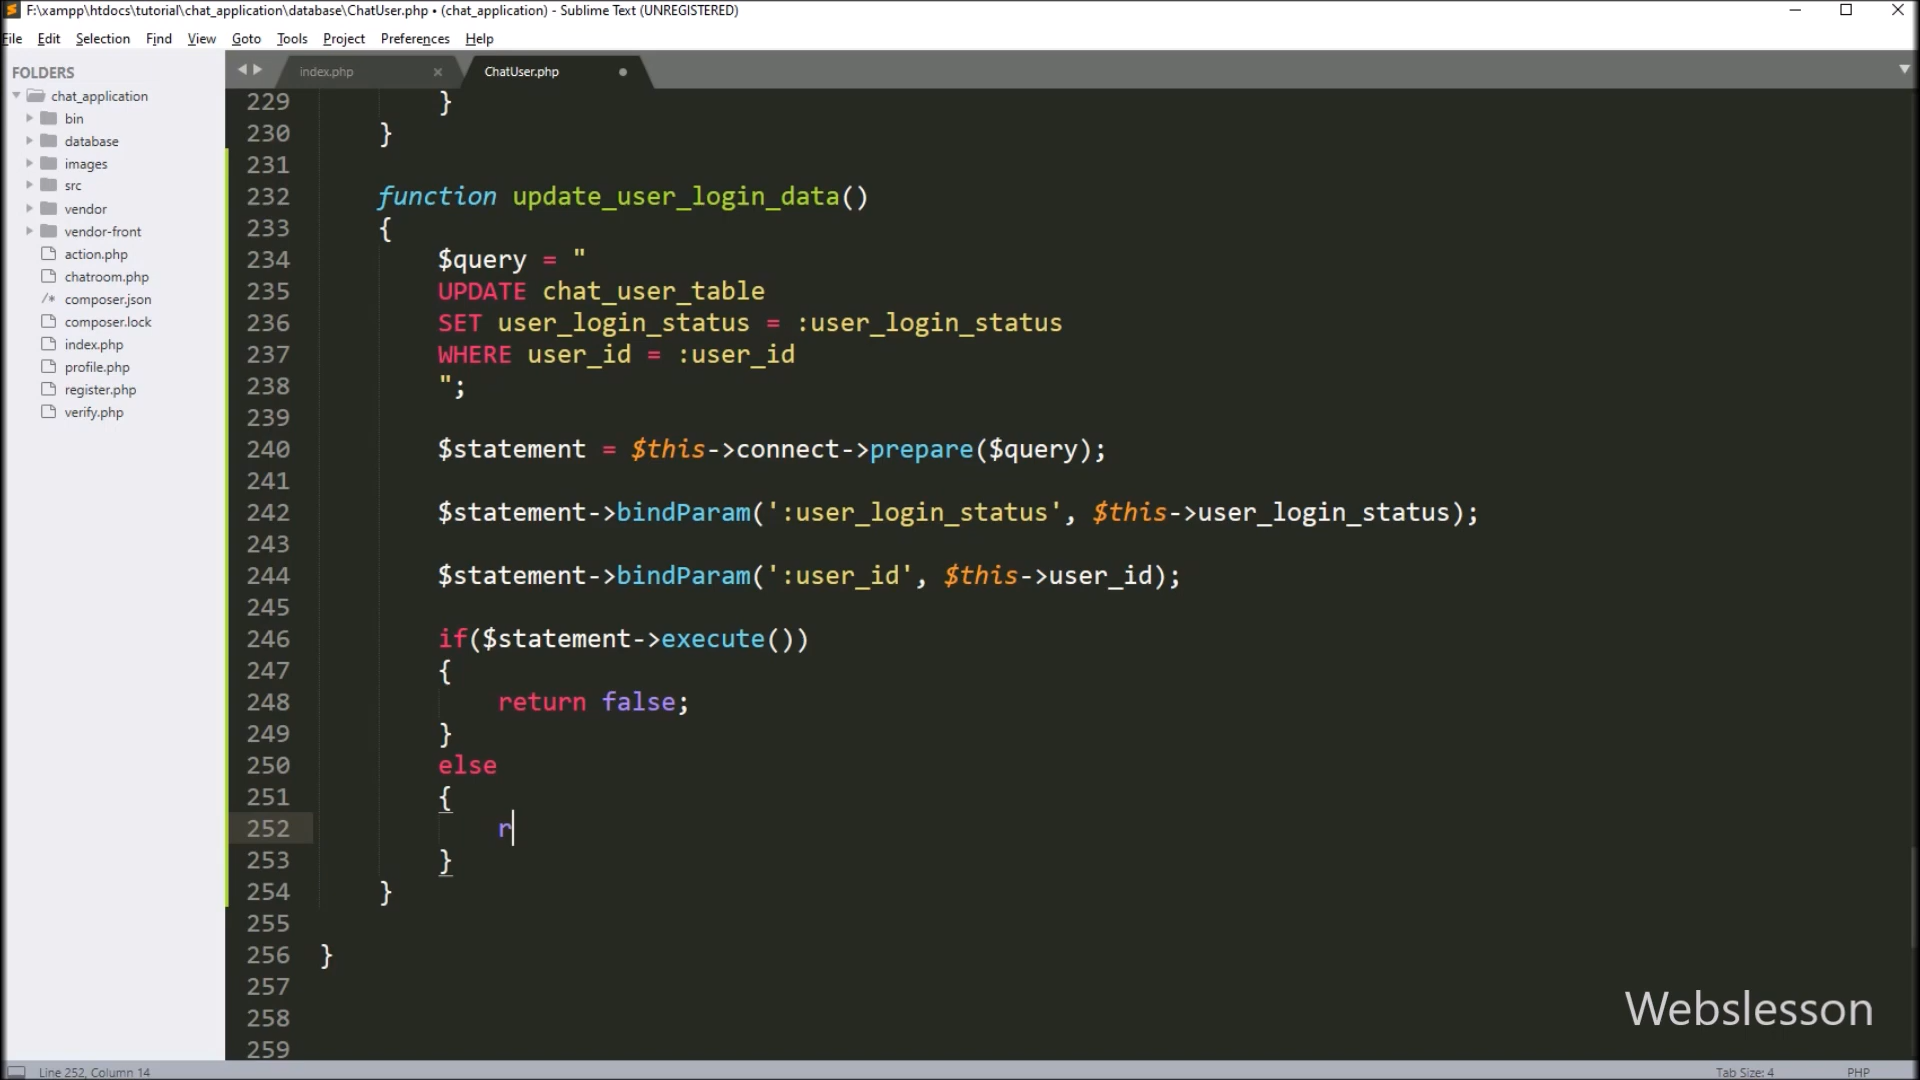 F:\xampp\htdocs\tutorial\chat_application\database\ChatUser.php • (chat_application) - Sublime Text (UNREGISTERED)
File Edit Selection Find View Goto Tools Project Preferences Help
FOLDERS
chat_application
bin
database
images
src
vendor
vendor-front
action.php
chatroom.php
/* composer.json
composer.lock
index.php
profile.php
register.php
verify.php
index.php × ChatUser.php •
229 }
230 }
231
232 function update_user_login_data()
233 {
234 $query = "
235 UPDATE chat_user_table
236 SET user_login_status = :user_login_status
237 WHERE user_id = :user_id
238 ";
239
240 $statement = $this->connect->prepare($query);
241
242 $statement->bindParam(':user_login_status', $this->user_login_status);
243
244 $statement->bindParam(':user_id', $this->user_id);
245
246 if($statement->execute())
247 {
248 return false;
249 }
250 else
251 {
252 r
253 }
254 }
255
256 }
257
258
259
Webslesson
Line 252, Column 14 Tab Size: 4 PHP